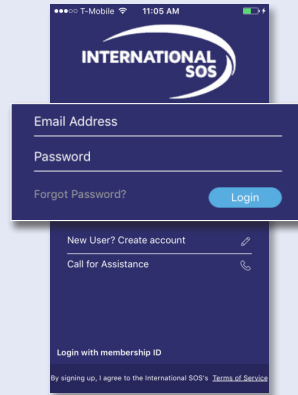 T-Mobile 11:05 AM
INTERNATIONAL
SOS
Email Address
Password
Forgot Password? Login
New User? Create account
Call for Assistance
Login with membership ID
By signing up, I agree to the International SOS's Terms of Service